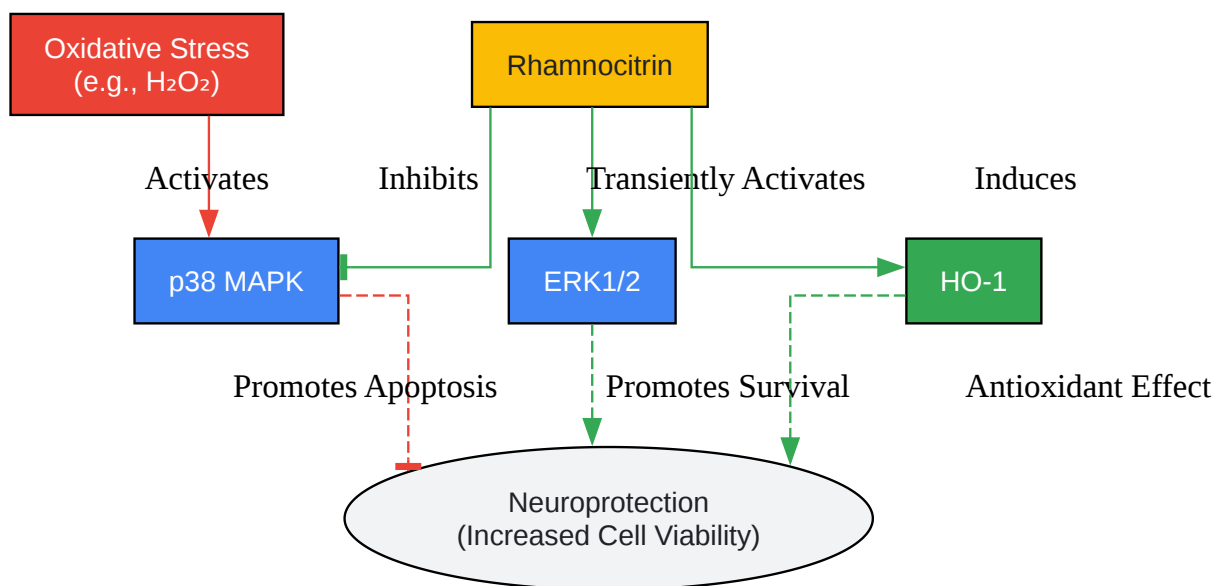 Oxidative Stress
(e.g., H₂O₂)
Rhamnocitrin
Activates
Inhibits
Transiently Activates
Induces
p38 MAPK
ERK1/2
HO-1
Promotes Apoptosis
Promotes Survival
Antioxidant Effect
Neuroprotection
(Increased Cell Viability)